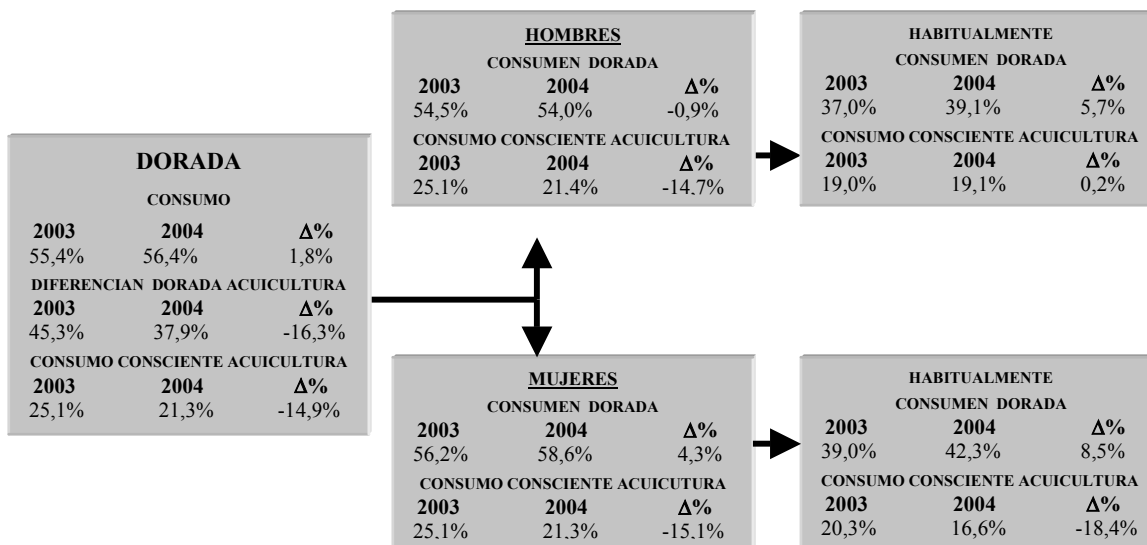 DORADA
CONSUMO
2003 2004 Δ%
55,4% 56,4% 1,8%
DIFERENCIAN DORADA ACUICULTURA
2003 2004 Δ%
45,3% 37,9% -16,3%
CONSUMO CONSCIENTE ACUICULTURA
2003 2004 Δ%
25,1% 21,3% -14,9%
HOMBRES
CONSUMEN DORADA
2003 2004 Δ%
54,5% 54,0% -0,9%
CONSUMO CONSCIENTE ACUICULTURA
2003 2004 Δ%
25,1% 21,4% -14,7%
HABITUALMENTE
CONSUMEN DORADA
2003 2004 Δ%
37,0% 39,1% 5,7%
CONSUMO CONSCIENTE ACUICULTURA
2003 2004 Δ%
19,0% 19,1% 0,2%
MUJERES
CONSUMEN DORADA
2003 2004 Δ%
56,2% 58,6% 4,3%
CONSUMO CONSCIENTE ACUICUTURA
2003 2004 Δ%
25,1% 21,3% -15,1%
HABITUALMENTE
CONSUMEN DORADA
2003 2004 Δ%
39,0% 42,3% 8,5%
CONSUMO CONSCIENTE ACUICULTURA
2003 2004 Δ%
20,3% 16,6% -18,4%